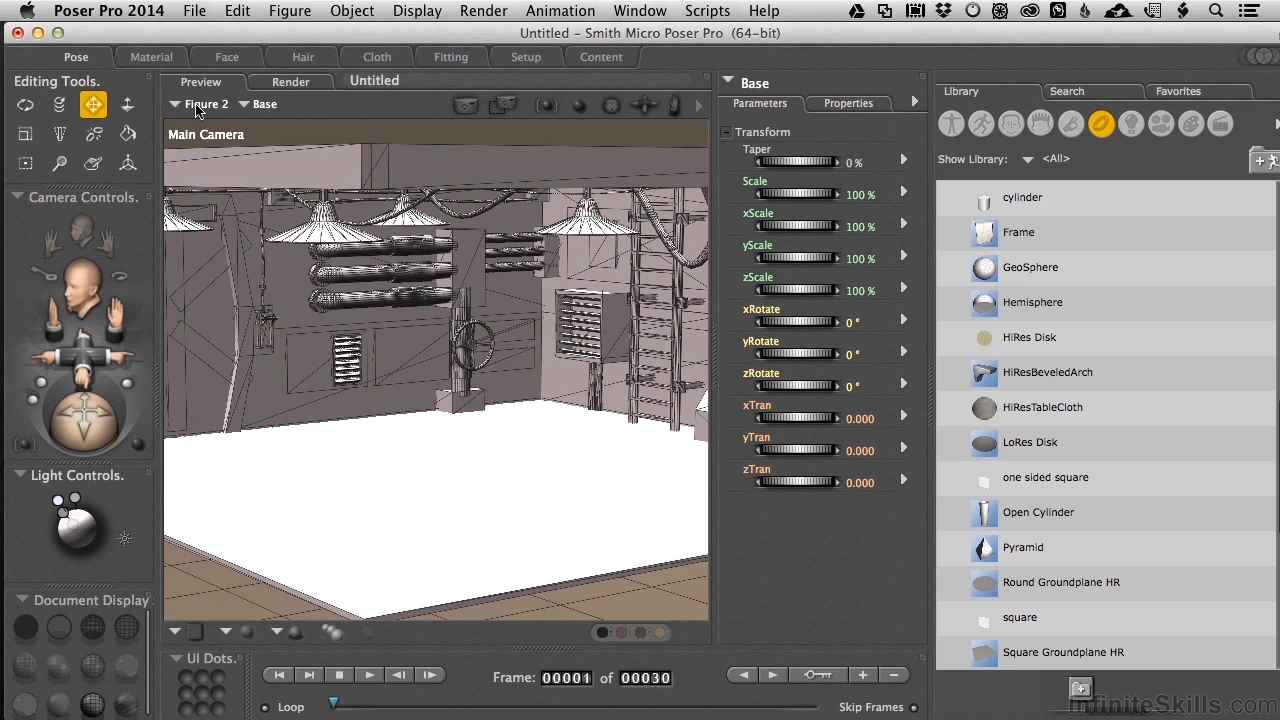 Poser Pro 2014 File Edit Figure Object Display Render Animation Window Scripts Help
Untitled - Smith Micro Poser Pro (64-bit)
Pose Material Face Hair Cloth Fitting Setup Content
Editing Tools.
Camera Controls.
Light Controls.
Document Display
Preview Render Untitled
Figure 2 Base
Main Camera
UI Dots.
Frame: 00001 of 00030
Loop
Skip Frames
Base
Parameters Properties
Transform
Taper
0 %
Scale
100 %
xScale
100 %
yScale
100 %
zScale
100 %
xRotate
0 °
yRotate
0 °
zRotate
0 °
xTran
0.000
yTran
0.000
zTran
0.000
Library Search Favorites
Show Library: <All>
cylinder
Frame
GeoSphere
Hemisphere
HiRes Disk
HiResBeveledArch
HiResTableCloth
LoRes Disk
one sided square
Open Cylinder
Pyramid
Round Groundplane HR
square
Square Groundplane HR
InfiniteSkills.com